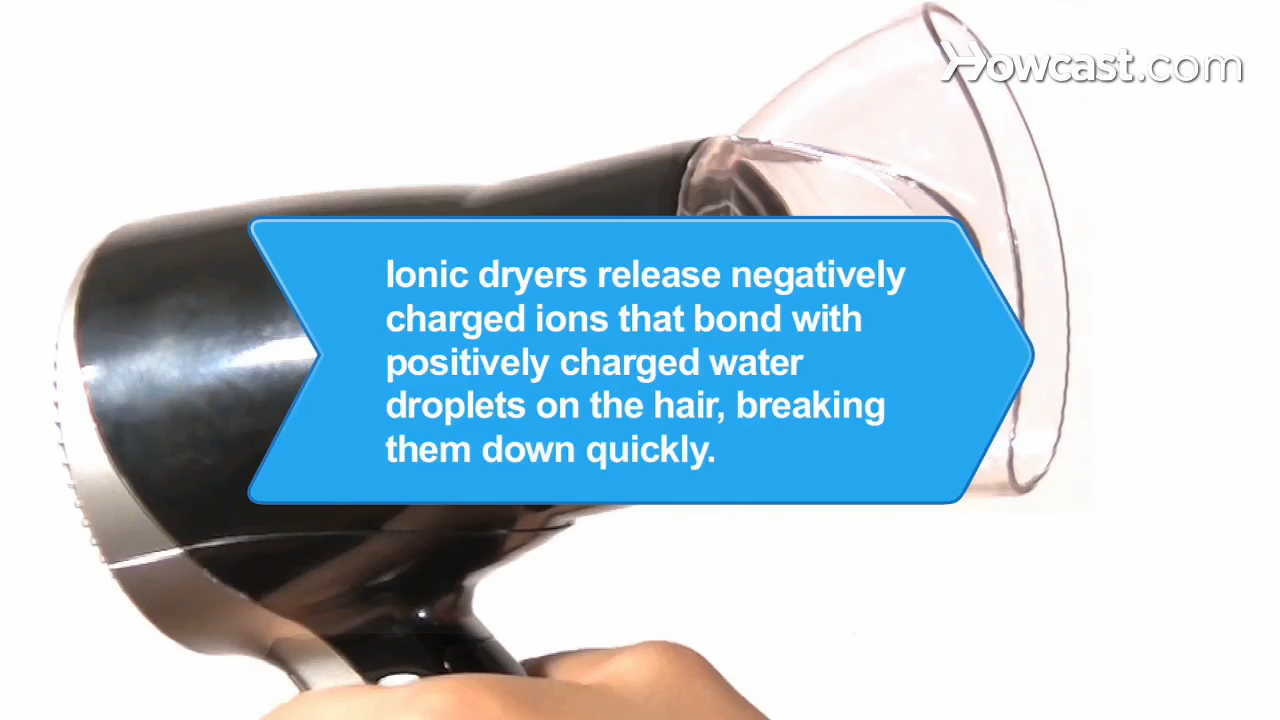 Howcast.com
Ionic dryers release negatively
charged ions that bond with
positively charged water
droplets on the hair, breaking
them down quickly.